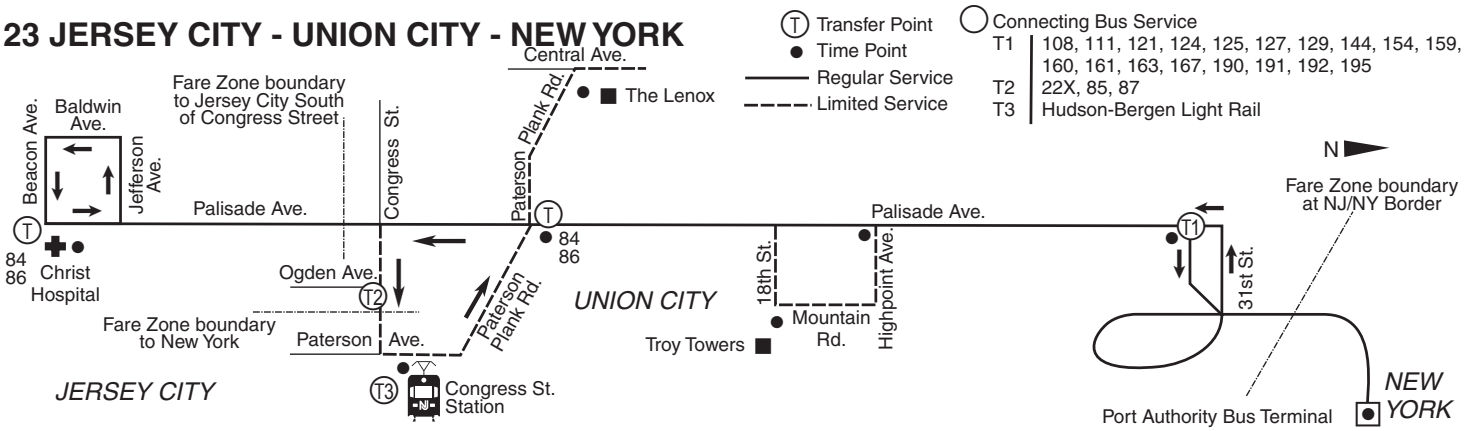 23 JERSEY CITY - UNION CITY - NEW YORK
T Transfer Point
Time Point
Regular Service
Limited Service
Connecting Bus Service
T1 108, 111, 121, 124, 125, 127, 129, 144, 154, 159,
160, 161, 163, 167, 190, 191, 192, 195
T2 22X, 85, 87
T3 Hudson-Bergen Light Rail
Central Ave.
The Lenox
Paterson Plank Rd.
Fare Zone boundary
to Jersey City South
of Congress Street
Congress St.
Beacon Ave.
Baldwin
Ave.
Jefferson
Ave.
N
Fare Zone boundary
at NJ/NY Border
Palisade Ave.
Palisade Ave.
T
84
86
Christ
Hospital
T
84
86
T1
31st St.
Ogden Ave.
T2
Fare Zone boundary
to New York
Paterson Ave.
Paterson
Plank Rd.
UNION CITY
18th St.
Mountain
Rd.
Highpoint Ave.
Troy Towers
JERSEY CITY
T3
NJ
Congress St.
Station
Port Authority Bus Terminal
NEW
YORK